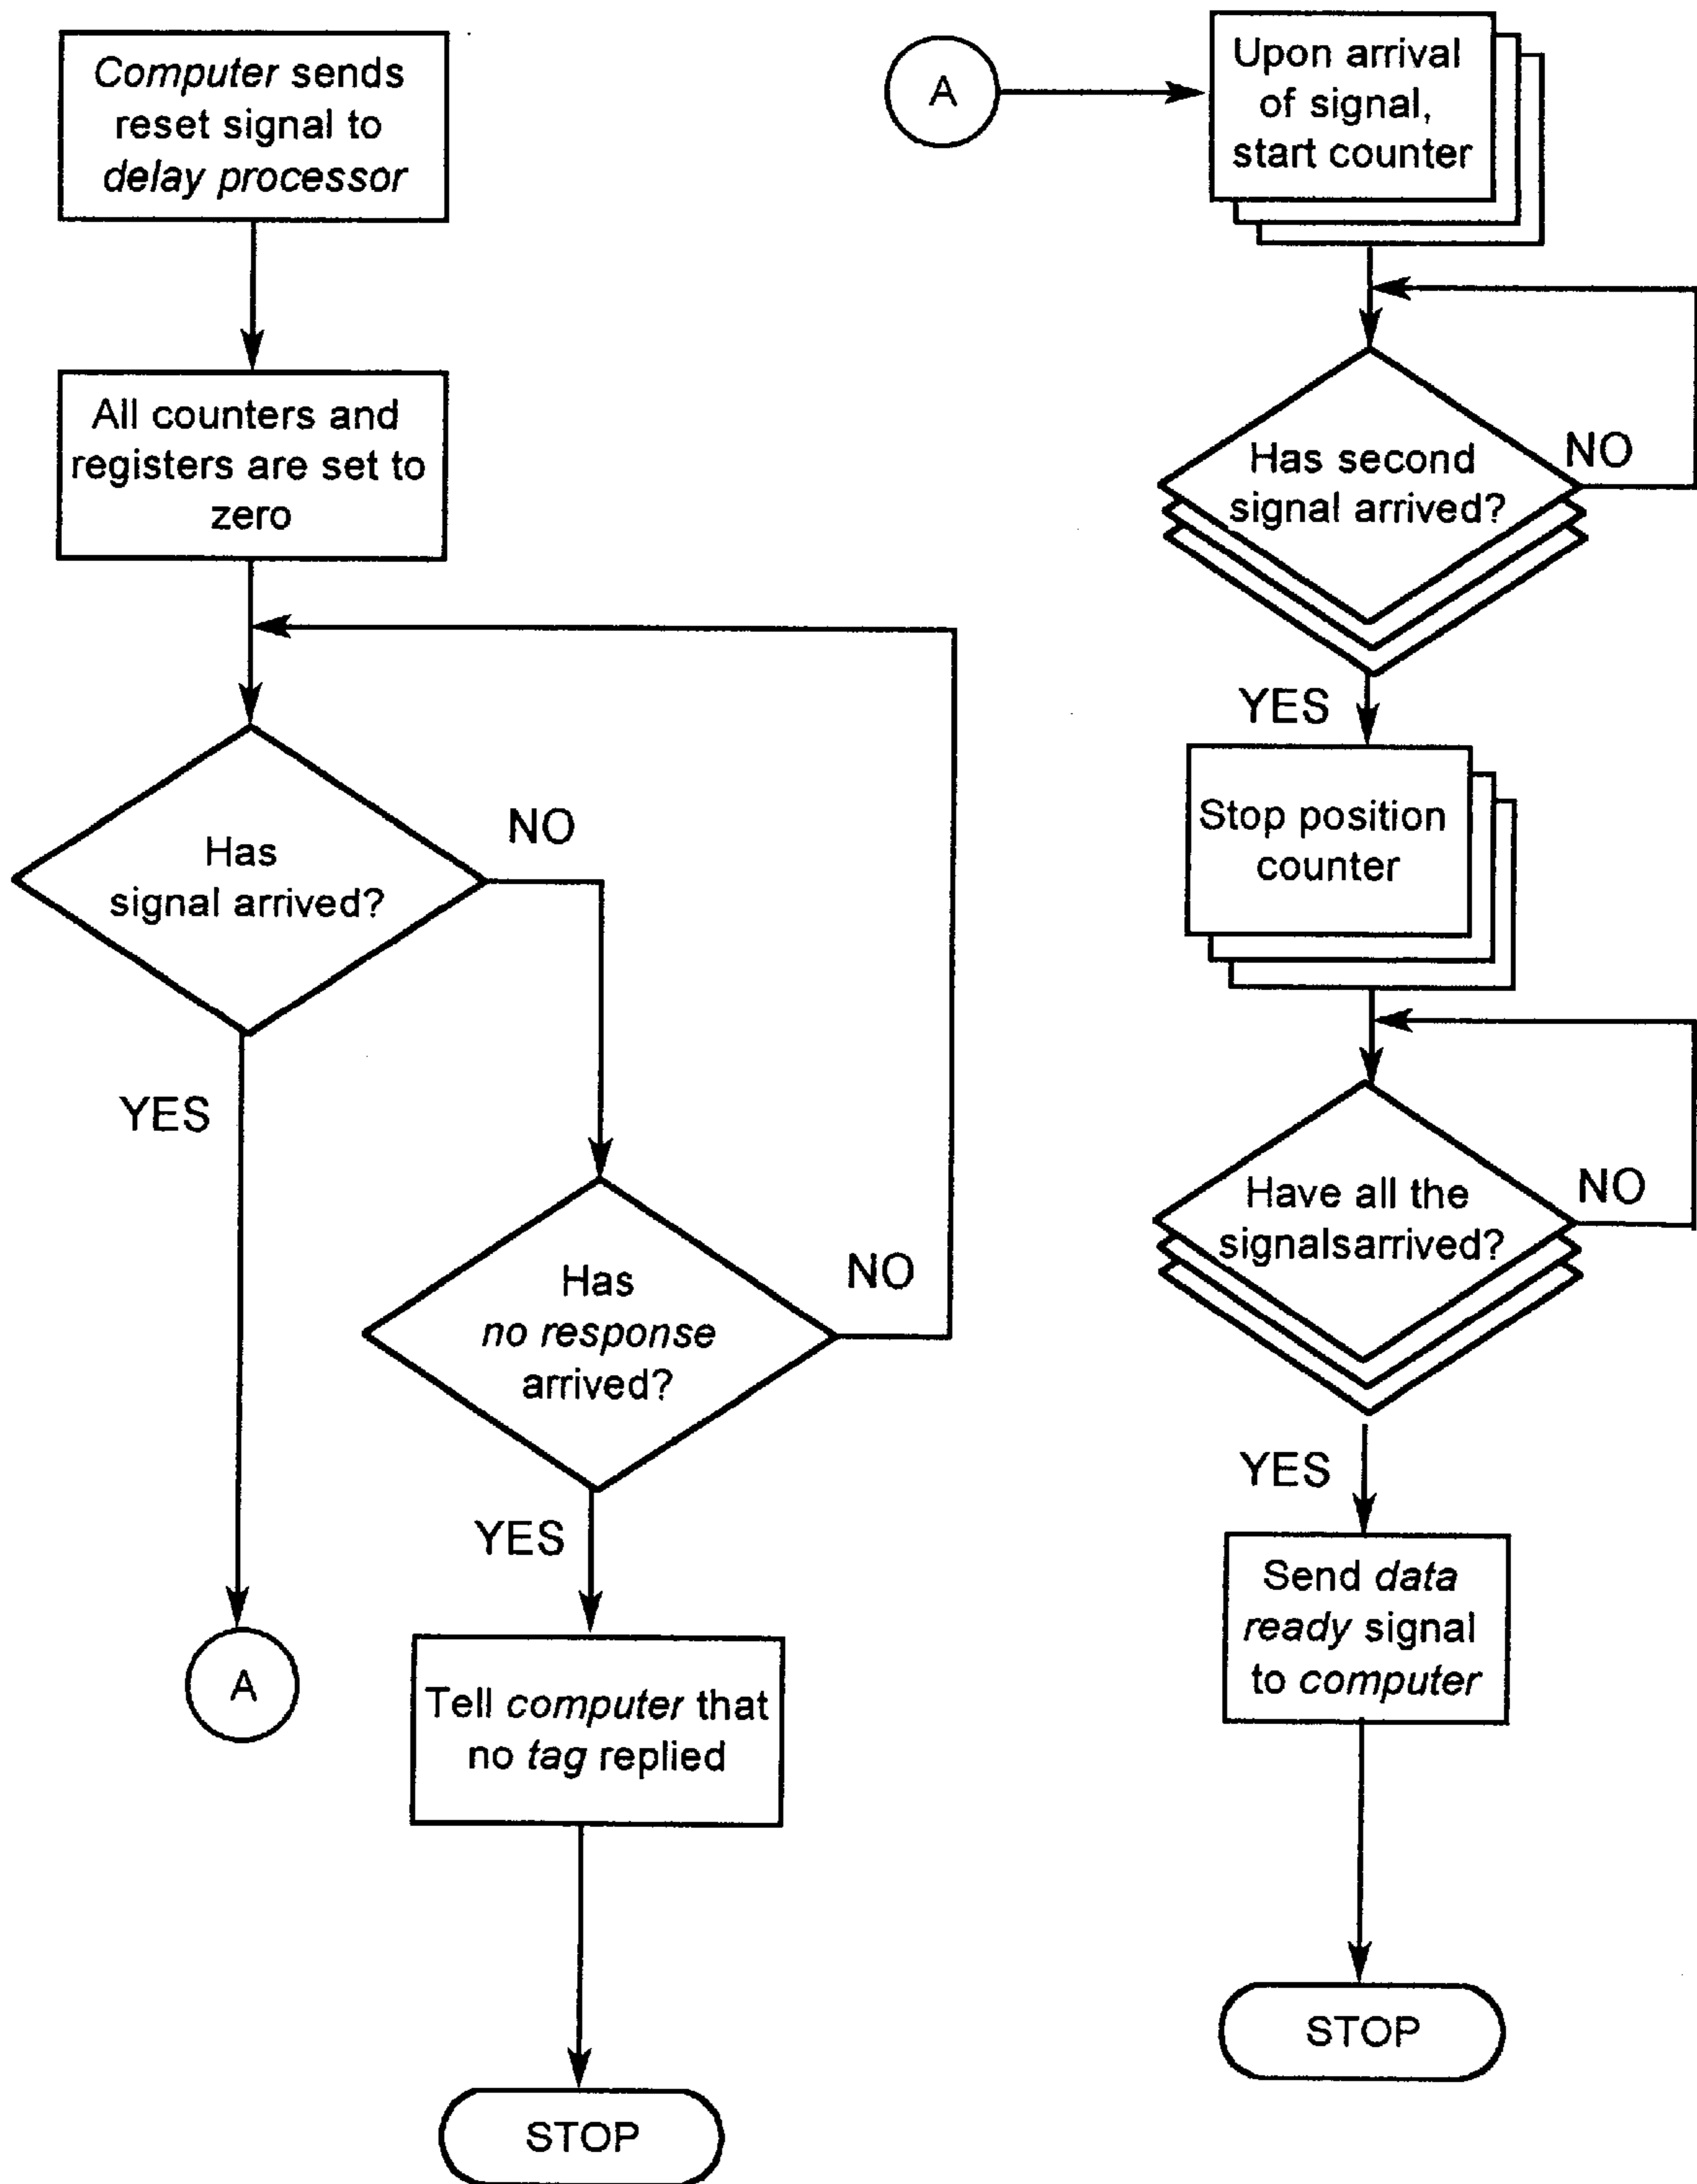 Computer sends
reset signal to
delay processor
All counters and
registers are set to
zero
Has
signal arrived?
NO
YES
Has
no response
arrived?
NO
YES
A
Tell computer that
no tag replied
STOP
A
Upon arrival
of signal,
start counter
Has second
signal arrived?
NO
YES
Stop position
counter
Have all the
signalsarrived?
NO
YES
Send data
ready signal
to computer
STOP